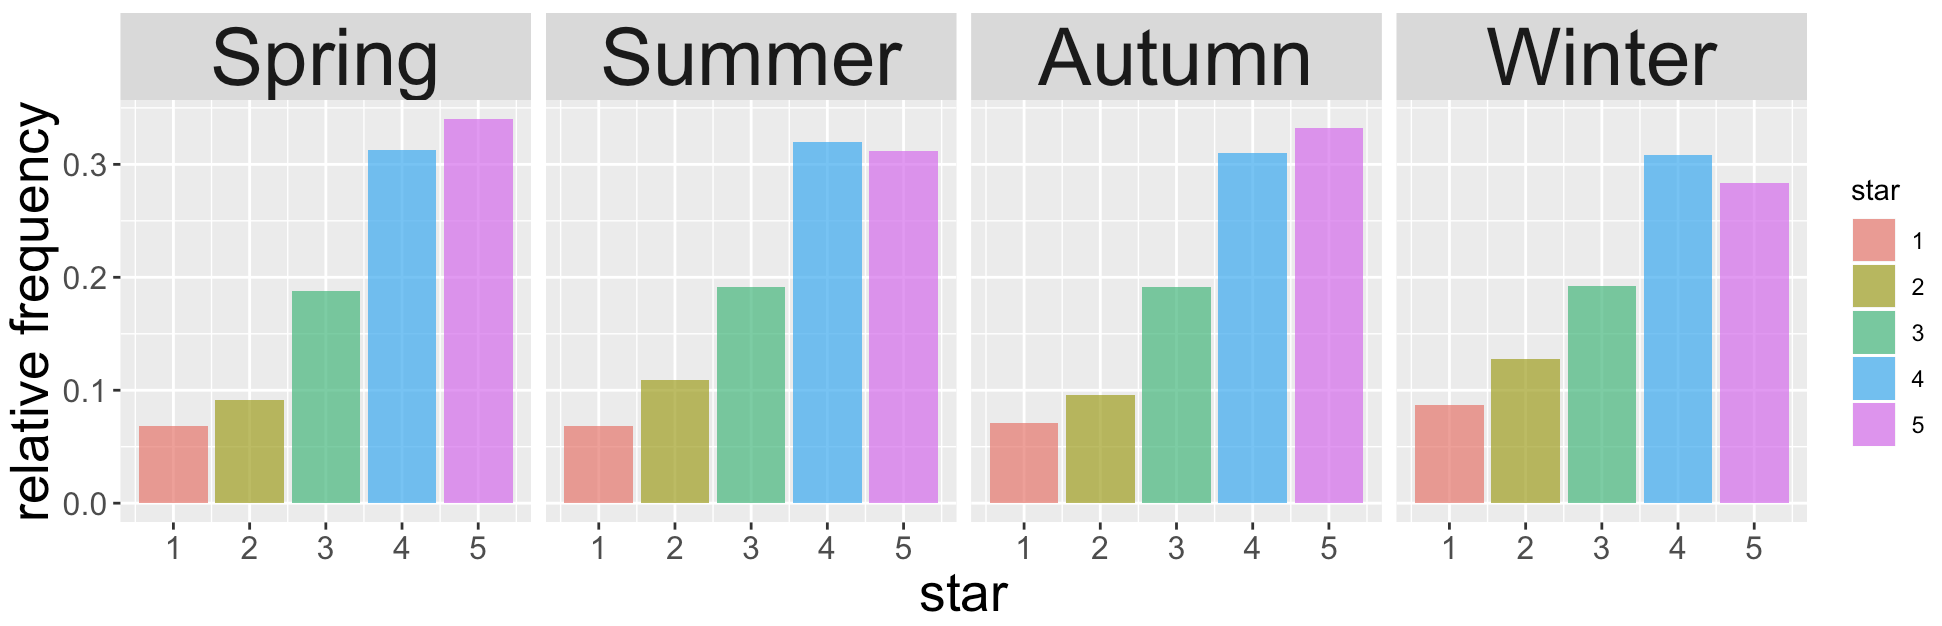 Spring Summer Autumn Winter
relative frequency
0.3
0.2
0.1
0.0
1 2 3 4 5 1 2 3 4 5 1 2 3 4 5 1 2 3 4 5
star
star
1
2
3
4
5